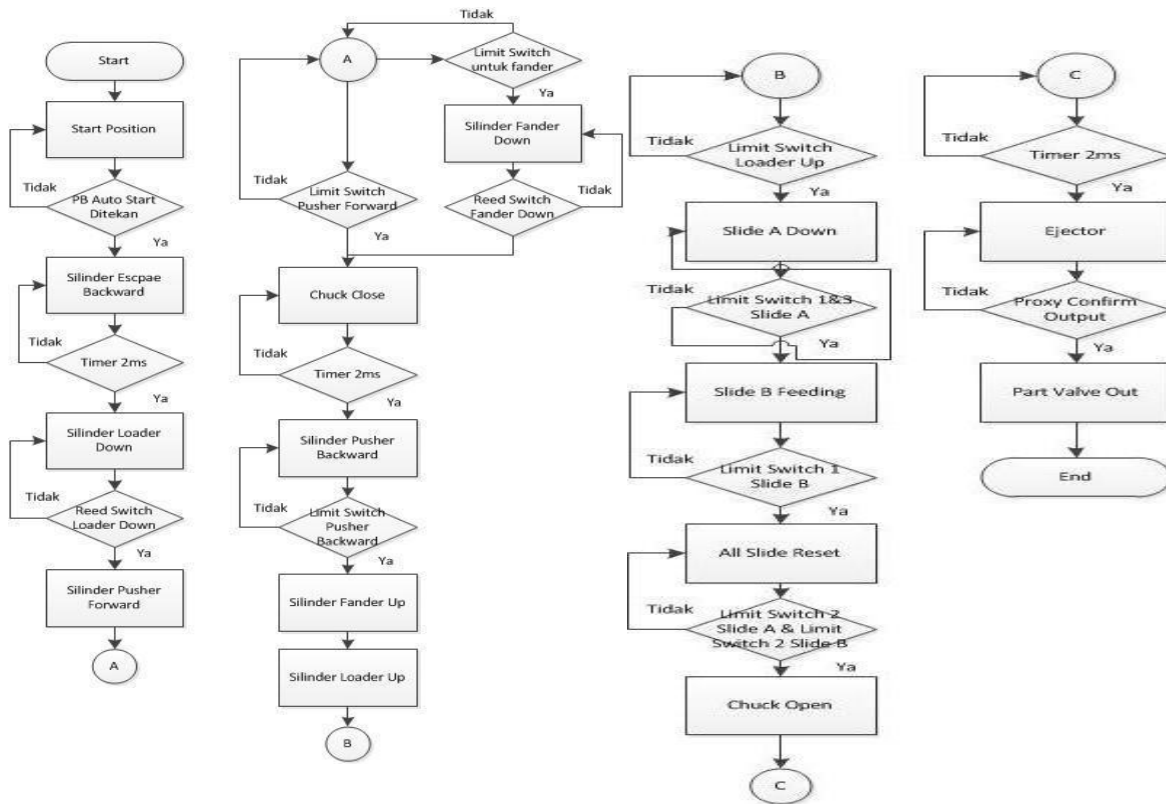 Start
Start Position
Tidak
PB Auto Start
Ditekan
Ya
Silinder Escpae
Backward
Tidak
Timer 2ms
Ya
Silinder Loader
Down
Tidak
Reed Switch
Loader Down
Ya
Silinder Pusher
Forward
A
Tidak
A
Limit Switch
untuk fander
Ya
Silinder Fander
Down
Tidak
Limit Switch
Pusher Forward
Reed Switch
Fander Down
Tidak
Ya
Chuck Close
Tidak
Timer 2ms
Ya
Silinder Pusher
Backward
Tidak
Limit Switch
Pusher
Backward
Ya
Silinder Fander Up
Silinder Loader Up
B
B
Tidak
Limit Switch
Loader Up
Ya
Slide A Down
Tidak
Limit Switch 1&3
Slide A
Ya
Slide B Feeding
Tidak
Limit Switch 1
Slide B
Ya
All Slide Reset
Tidak
Limit Switch 2
Slide A & Limit
Switch 2 Slide B
Ya
Chuck Open
C
C
Tidak
Timer 2ms
Ya
Ejector
Tidak
Proxy Confirm
Output
Ya
Part Valve Out
End